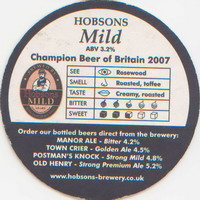 HOBSONS
Mild
ABV 3.2%
Champion Beer of Britain 2007
SEE Rosewood
SMELL Roasted, toffee
TASTE Creamy, roasted
BITTER
SWEET
MILD
Order our bottled beers direct from the brewery:
MANOR ALE - Bitter 4.2%
TOWN CRIER - Golden Ale 4.5%
POSTMAN'S KNOCK - Strong Mild 4.8%
OLD HENRY - Strong Premium Ale 5.2%
www.hobsons-brewery.co.uk